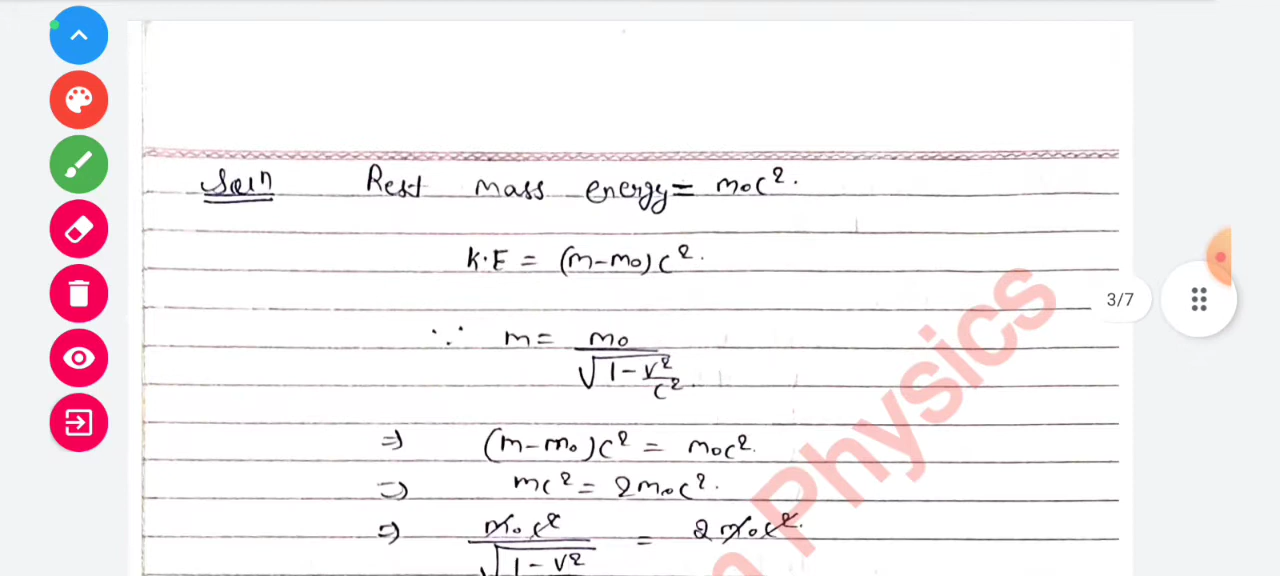 Soln Rest mass energy = m₀c².
K.E = (m-m₀)c².
∵ m = m₀ / √(1 - v²/c²).
⇒ (m-m₀)c² = m₀c².
⇒ mc² = 2m₀c².
⇒ m₀c² / √(1 - v² = 2m₀c².
3/7
Physics